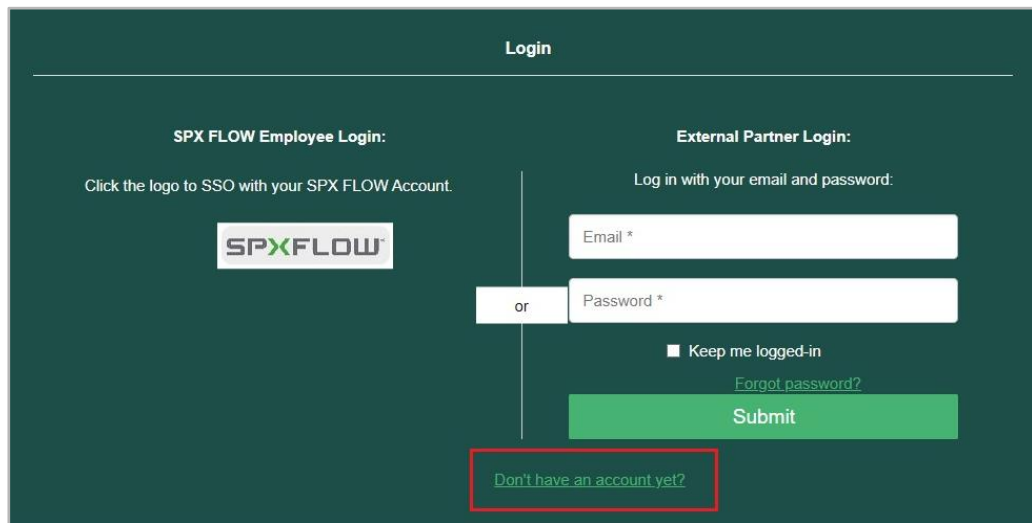 Login
SPX FLOW Employee Login:
Click the logo to SSO with your SPX FLOW Account.
SPXFLOW
or
External Partner Login:
Log in with your email and password:
Email *
Password *
Keep me logged-in
Forgot password?
Submit
Don't have an account yet?